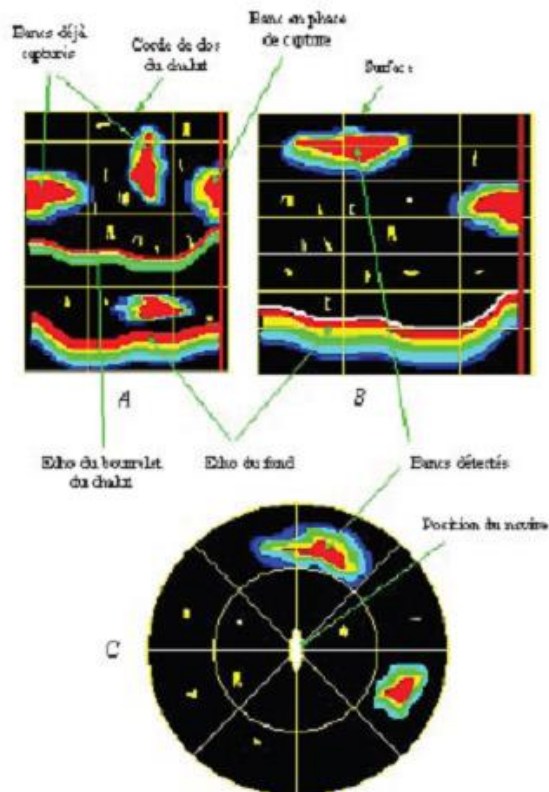 Bancs déjà
capturés
Corde de dos
du chalut
Banc en phase
de capture
Surface
A
B
Echo du bourrelet
du chalut
Echo du fond
Bancs détectés
Position du navire
C